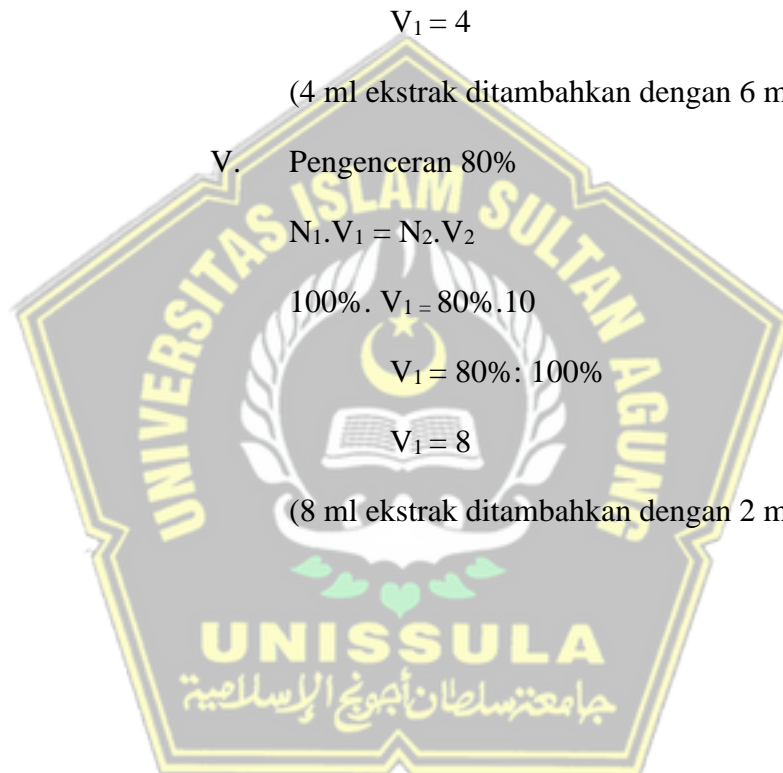 V₁ = 4
(4 ml ekstrak ditambahkan dengan 6 m
V. Pengenceran 80%
N₁.V₁ = N₂.V₂
100%. V₁ = 80%.10
V₁ = 80%: 100%
V₁ = 8
(8 ml ekstrak ditambahkan dengan 2 m
UNIVERSITAS ISLAM SULTAN AGUNG
UNISSULA
جامعة سلطان أجونج الإسلامية